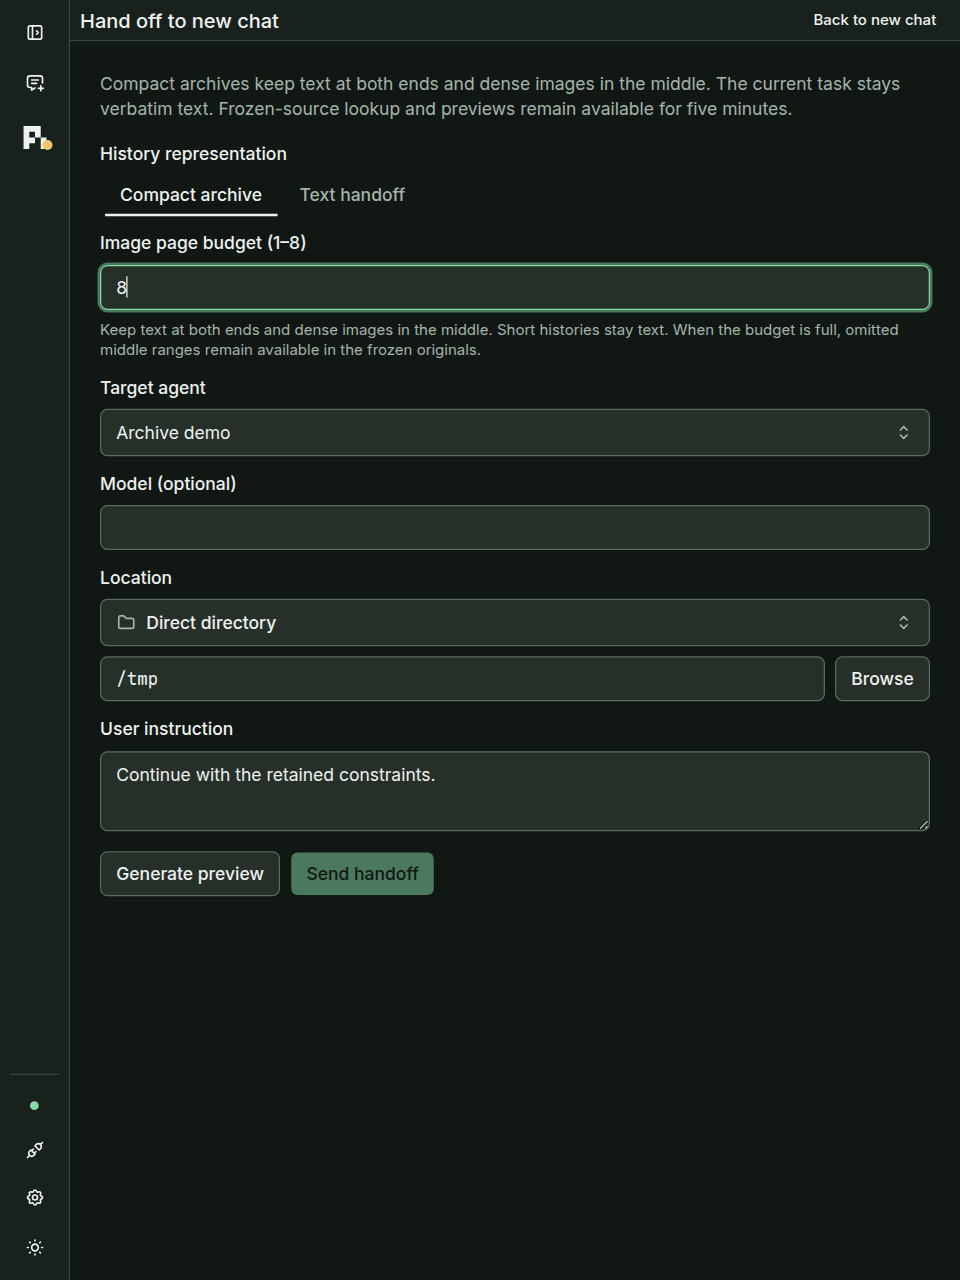 Hand off to new chat
Back to new chat
Compact archives keep text at both ends and dense images in the middle. The current task stays
verbatim text. Frozen-source lookup and previews remain available for five minutes.
History representation
Compact archive
Text handoff
Image page budget (1–8)
8
Keep text at both ends and dense images in the middle. Short histories stay text. When the budget is full, omitted
middle ranges remain available in the frozen originals.
Target agent
Archive demo
Model (optional)
Location
Direct directory
/tmp
Browse
User instruction
Continue with the retained constraints.
Generate preview
Send handoff